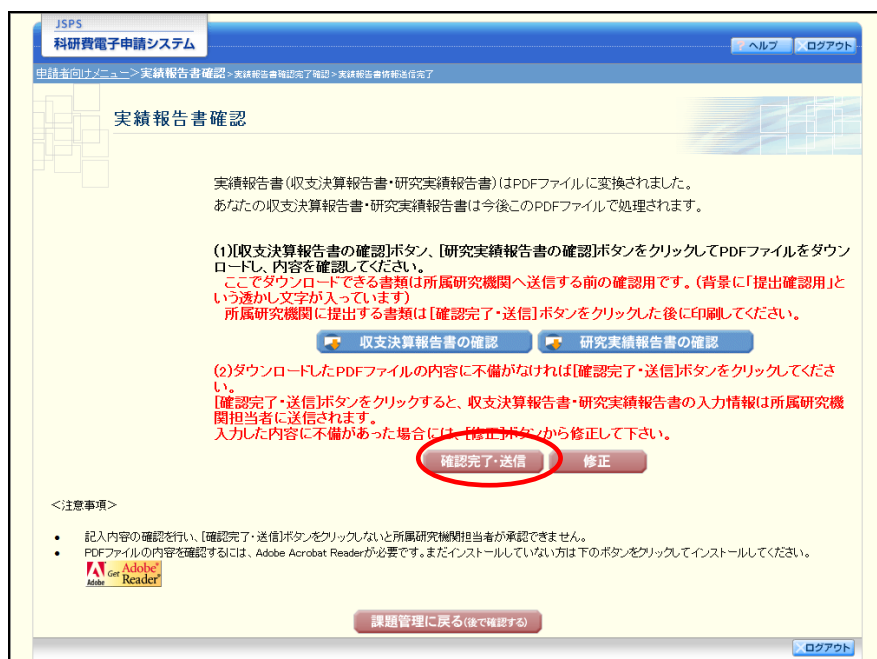 JSPS
科研費電子申請システム
? ヘルプ
×ログアウト
申請者向けメニュー>実績報告書確認>実績報告書確認完了確認>実績報告書情報送信完了
実績報告書確認
実績報告書(収支決算報告書・研究実績報告書)はPDFファイルに変換されました。
あなたの収支決算報告書・研究実績報告書は今後このPDFファイルで処理されます。
(1)[収支決算報告書の確認]ボタン、[研究実績報告書の確認]ボタンをクリックしてPDFファイルをダウン
ロードし、内容を確認してください。
ここでダウンロードできる書類は所属研究機関へ送信する前の確認用です。(背景に「提出確認用」と
いう透かし文字が入っています)
所属研究機関に提出する書類は[確認完了・送信]ボタンをクリックした後に印刷してください。
収支決算報告書の確認
研究実績報告書の確認
(2)ダウンロードしたPDFファイルの内容に不備がなければ[確認完了・送信]ボタンをクリックしてくださ
い。
[確認完了・送信]ボタンをクリックすると、収支決算報告書・研究実績報告書の入力情報は所属研究機
関担当者に送信されます。
入力した内容に不備があった場合には、[修正]ボタンから修正して下さい。
確認完了・送信
修正
<注意事項>
• 記入内容の確認を行い、[確認完了・送信]ボタンをクリックしないと所属研究機関担当者が承認できません。
• PDFファイルの内容を確認するには、Adobe Acrobat Readerが必要です。まだインストールしていない方は下のボタンをクリックしてインストールしてください。
Adobe Get Adobe® Reader®
課題管理に戻る(後で確認する)
×ログアウト